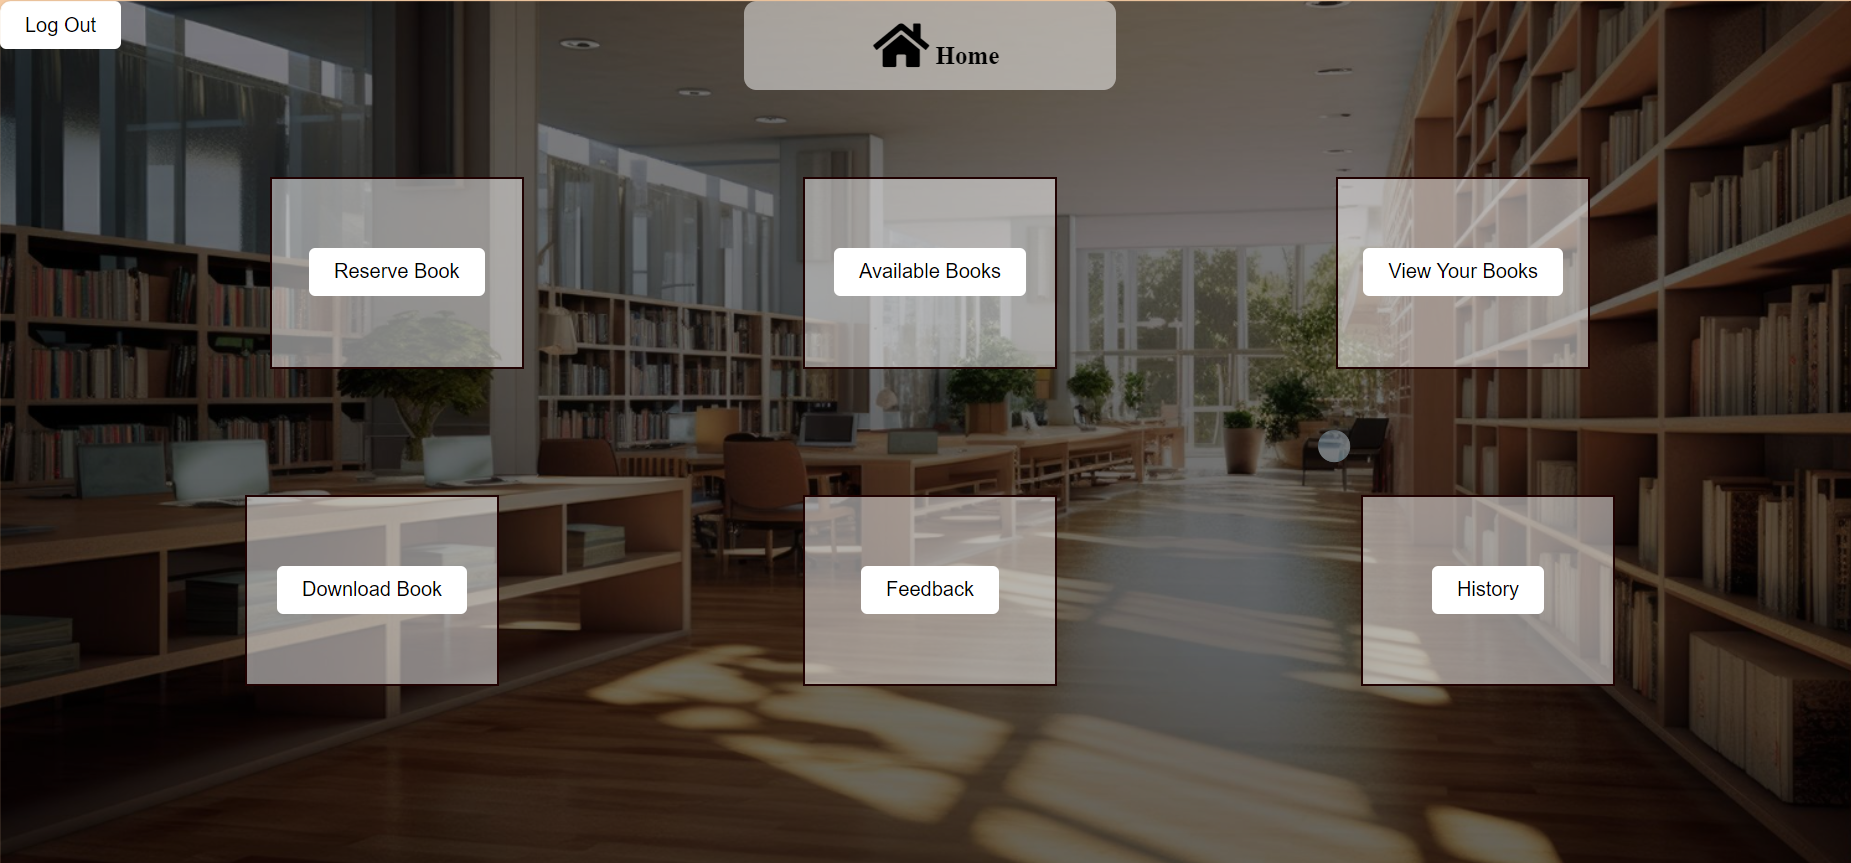 Log Out
Home
Reserve Book
Available Books
View Your Books
Download Book
Feedback
History